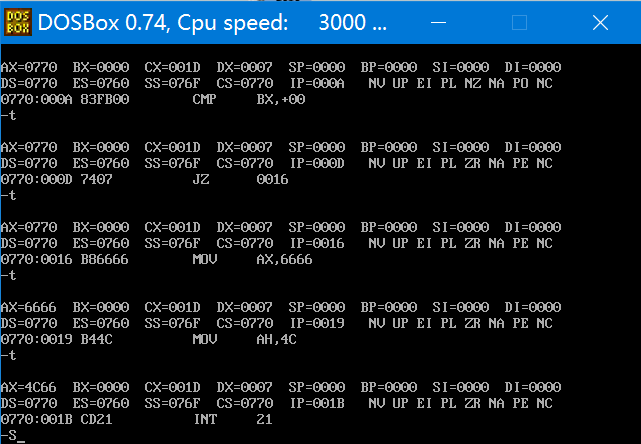 DOS
BOX
DOSBox 0.74, Cpu speed: 3000 ...
AX=0770 BX=0000 CX=001D DX=0007 SP=0000 BP=0000 SI=0000 DI=0000
DS=0770 ES=0760 SS=076F CS=0770 IP=000A NV UP EI PL NZ NA PO NC
0770:000A 83FB00 CMP BX,+00
-t
AX=0770 BX=0000 CX=001D DX=0007 SP=0000 BP=0000 SI=0000 DI=0000
DS=0770 ES=0760 SS=076F CS=0770 IP=000D NV UP EI PL ZR NA PE NC
0770:000D 7407 JZ 0016
-t
AX=0770 BX=0000 CX=001D DX=0007 SP=0000 BP=0000 SI=0000 DI=0000
DS=0770 ES=0760 SS=076F CS=0770 IP=0016 NV UP EI PL ZR NA PE NC
0770:0016 B86666 MOV AX,6666
-t
AX=6666 BX=0000 CX=001D DX=0007 SP=0000 BP=0000 SI=0000 DI=0000
DS=0770 ES=0760 SS=076F CS=0770 IP=0019 NV UP EI PL ZR NA PE NC
0770:0019 B44C MOV AH,4C
-t
AX=4C66 BX=0000 CX=001D DX=0007 SP=0000 BP=0000 SI=0000 DI=0000
DS=0770 ES=0760 SS=076F CS=0770 IP=001B NV UP EI PL ZR NA PE NC
0770:001B CD21 INT 21
-S_